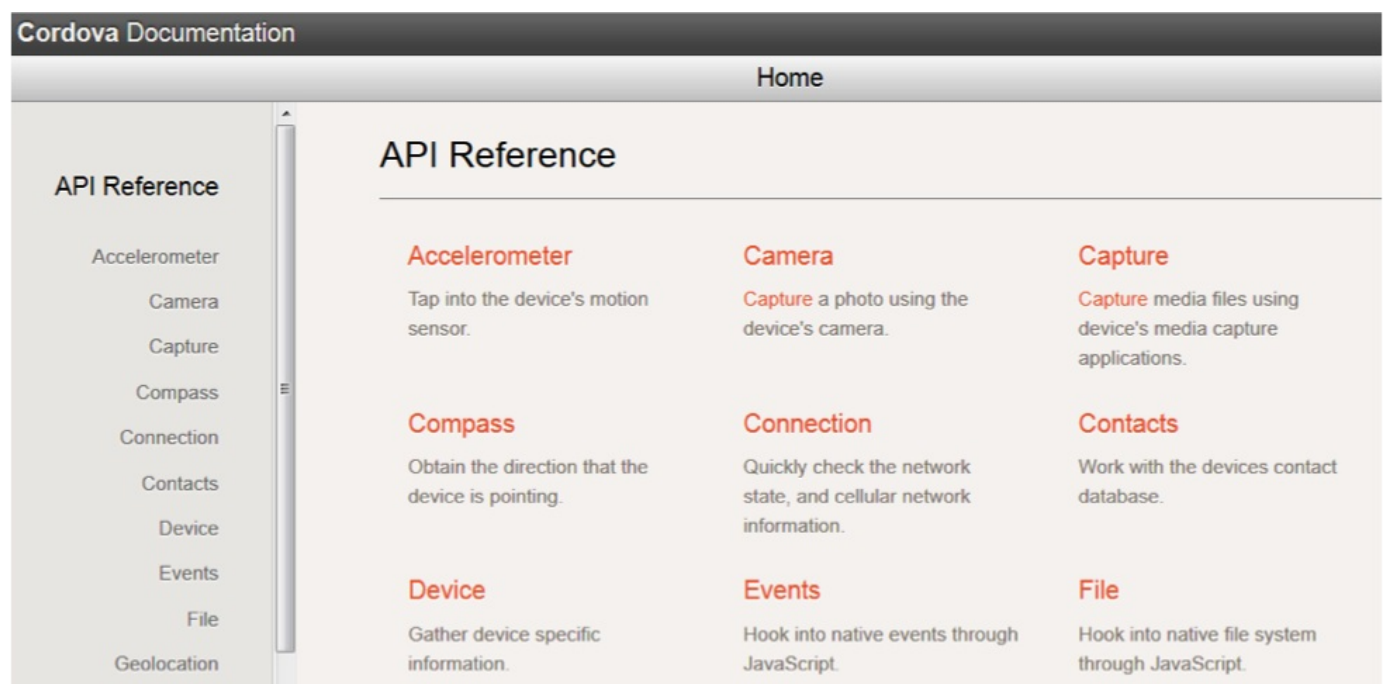 Cordova Documentation
Home
API Reference
Accelerometer
Camera
Capture
Compass
Connection
Contacts
Device
Events
File
Geolocation
API Reference
Accelerometer
Tap into the device's motion
sensor.
Camera
Capture a photo using the
device's camera.
Capture
Capture media files using
device's media capture
applications.
Compass
Obtain the direction that the
device is pointing.
Connection
Quickly check the network
state, and cellular network
information.
Contacts
Work with the devices contact
database.
Device
Gather device specific
information.
Events
Hook into native events through
JavaScript.
File
Hook into native file system
through JavaScript.